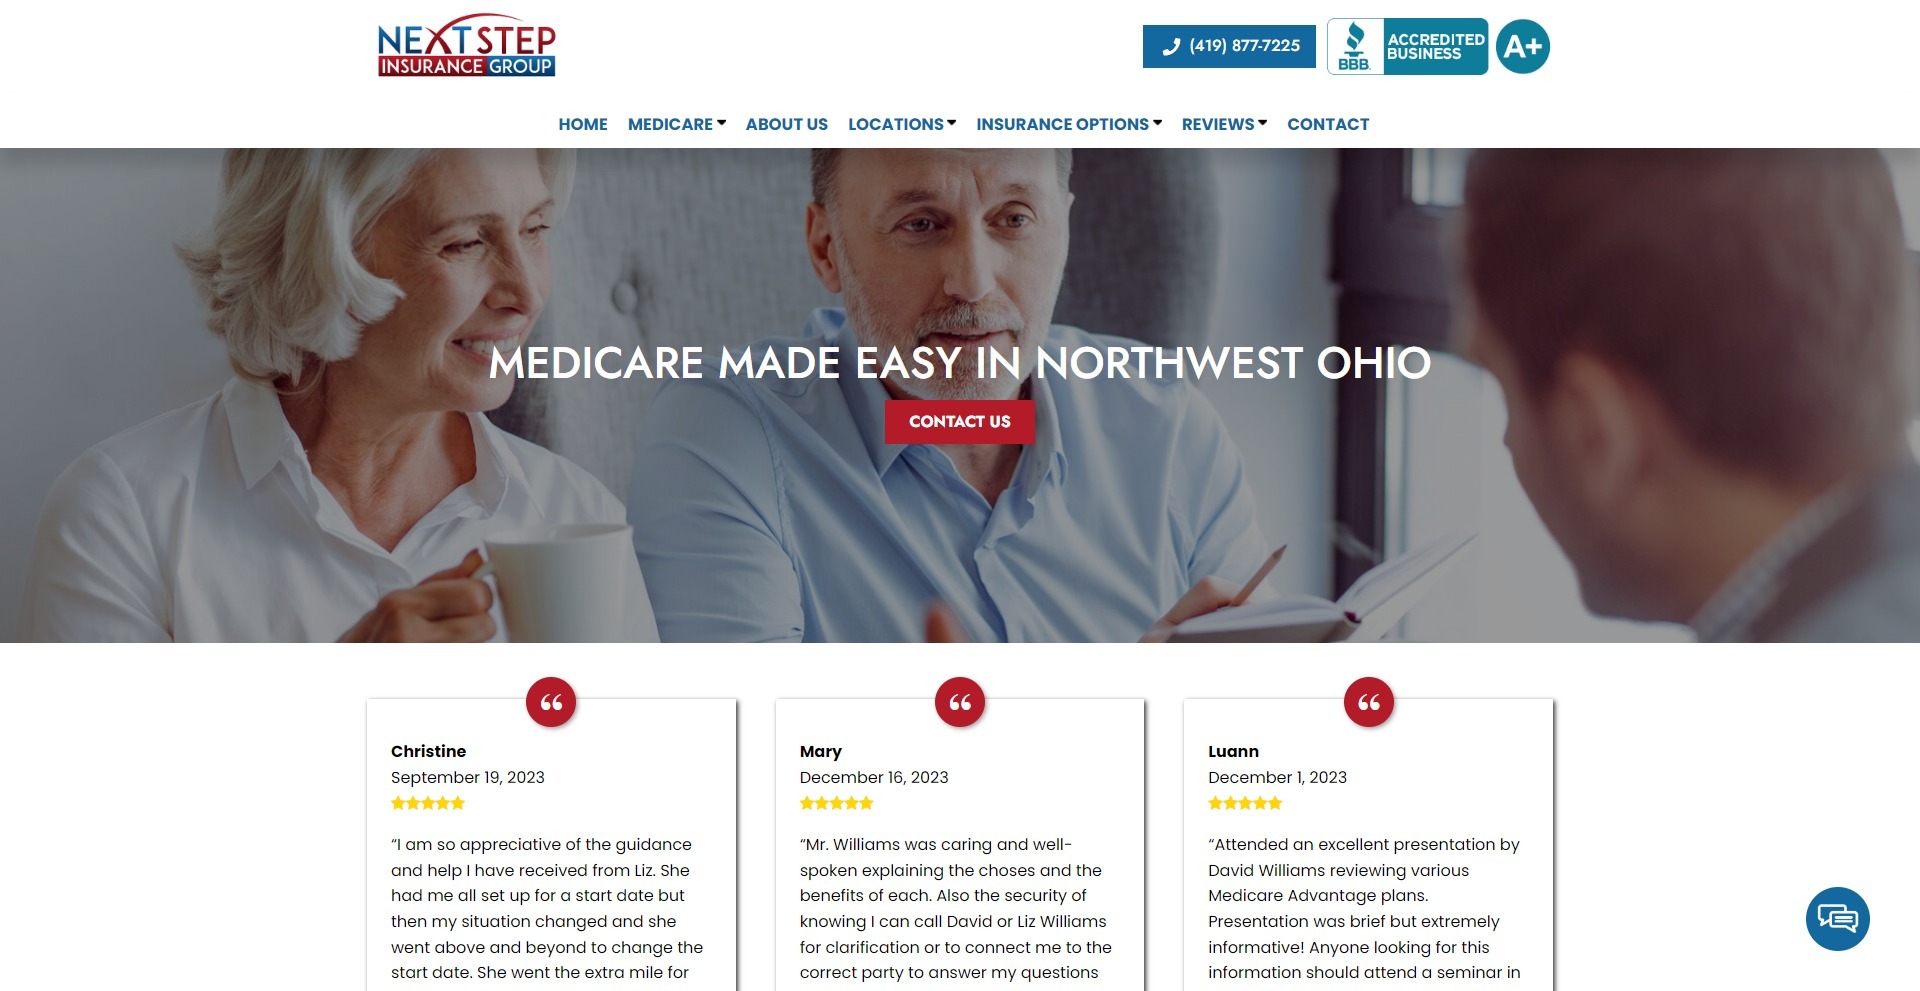 NEXT STEP
INSURANCE GROUP
(419) 877-7225
BBB.
ACCREDITED
BUSINESS
A+
HOME MEDICARE ABOUT US LOCATIONS INSURANCE OPTIONS REVIEWS CONTACT
MEDICARE MADE EASY IN NORTHWEST OHIO
CONTACT US
Christine
September 19, 2023
“I am so appreciative of the guidance
and help I have received from Liz. She
had me all set up for a start date but
then my situation changed and she
went above and beyond to change the
start date. She went the extra mile for
Mary
December 16, 2023
“Mr. Williams was caring and well-
spoken explaining the choses and the
benefits of each. Also the security of
knowing I can call David or Liz Williams
for clarification or to connect me to the
correct party to answer my questions
Luann
December 1, 2023
“Attended an excellent presentation by
David Williams reviewing various
Medicare Advantage plans.
Presentation was brief but extremely
informative! Anyone looking for this
information should attend a seminar in